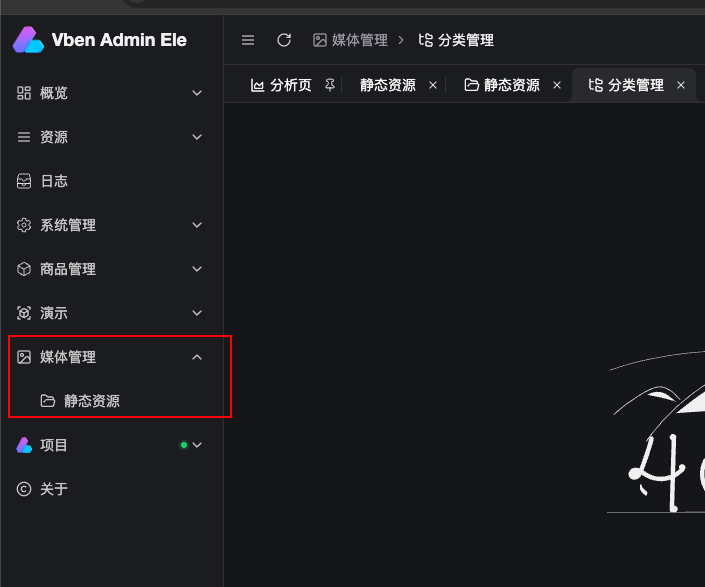 Vben Admin Ele
媒体管理 > 分类管理
分析页 静态资源 × 静态资源 × 分类管理 ×
概览
资源
日志
系统管理
商品管理
演示
媒体管理
静态资源
项目
关于
4